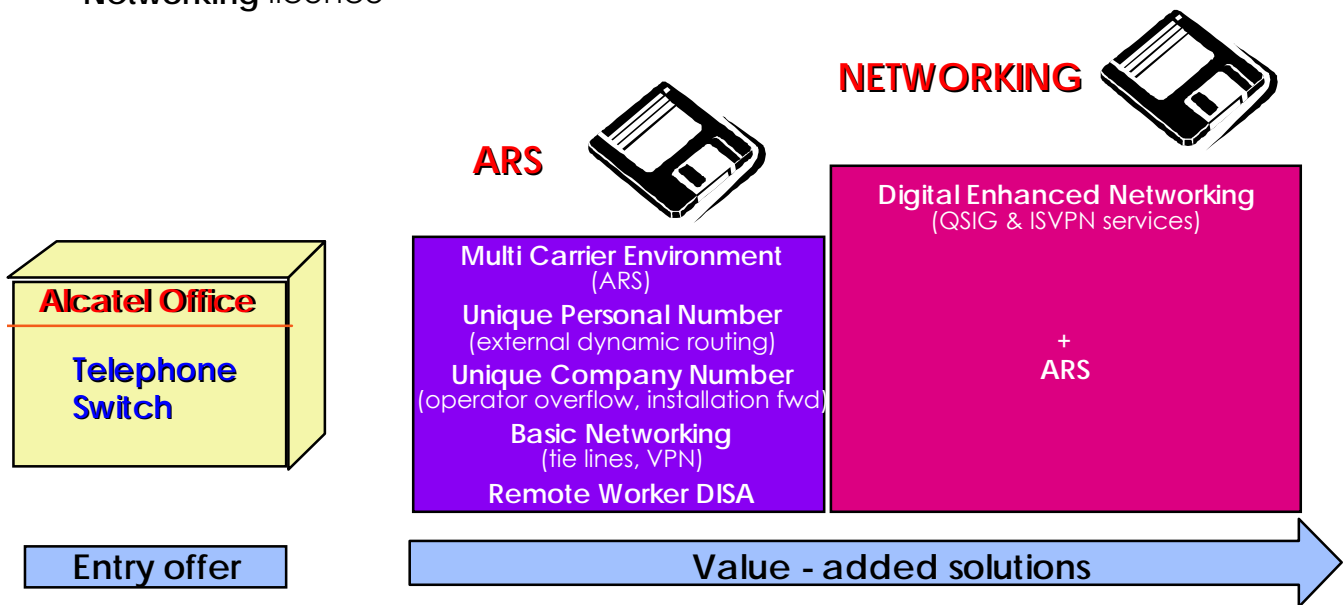 Networking licence
NETWORKING
ARS
Digital Enhanced Networking
(QSIG & ISVPN services)
+
ARS
Multi Carrier Environment
(ARS)
Unique Personal Number
(external dynamic routing)
Unique Company Number
(operator overflow, installation fwd)
Basic Networking
(tie lines, VPN)
Remote Worker DISA
Alcatel Office
Telephone
Switch
Entry offer
Value - added solutions